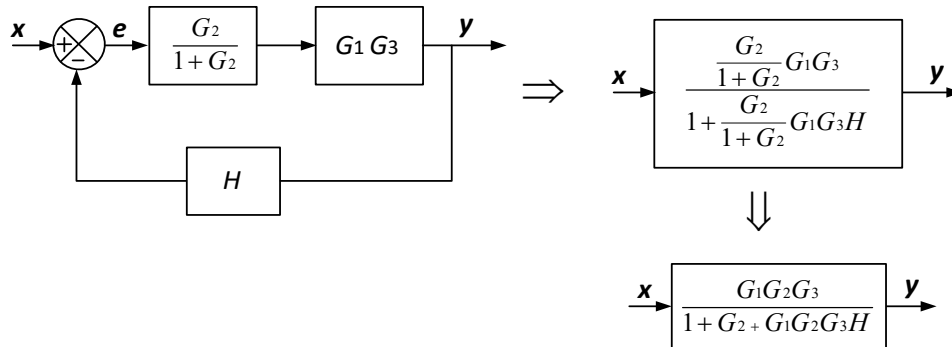 x + − e G2 / 1 + G2 G1 G3 y
H
⇒
x G2 / 1 + G2 G1G3 / 1 + G2 / 1 + G2 G1G3H y
⇓
x G1G2G3 / 1 + G2 + G1G2G3H y